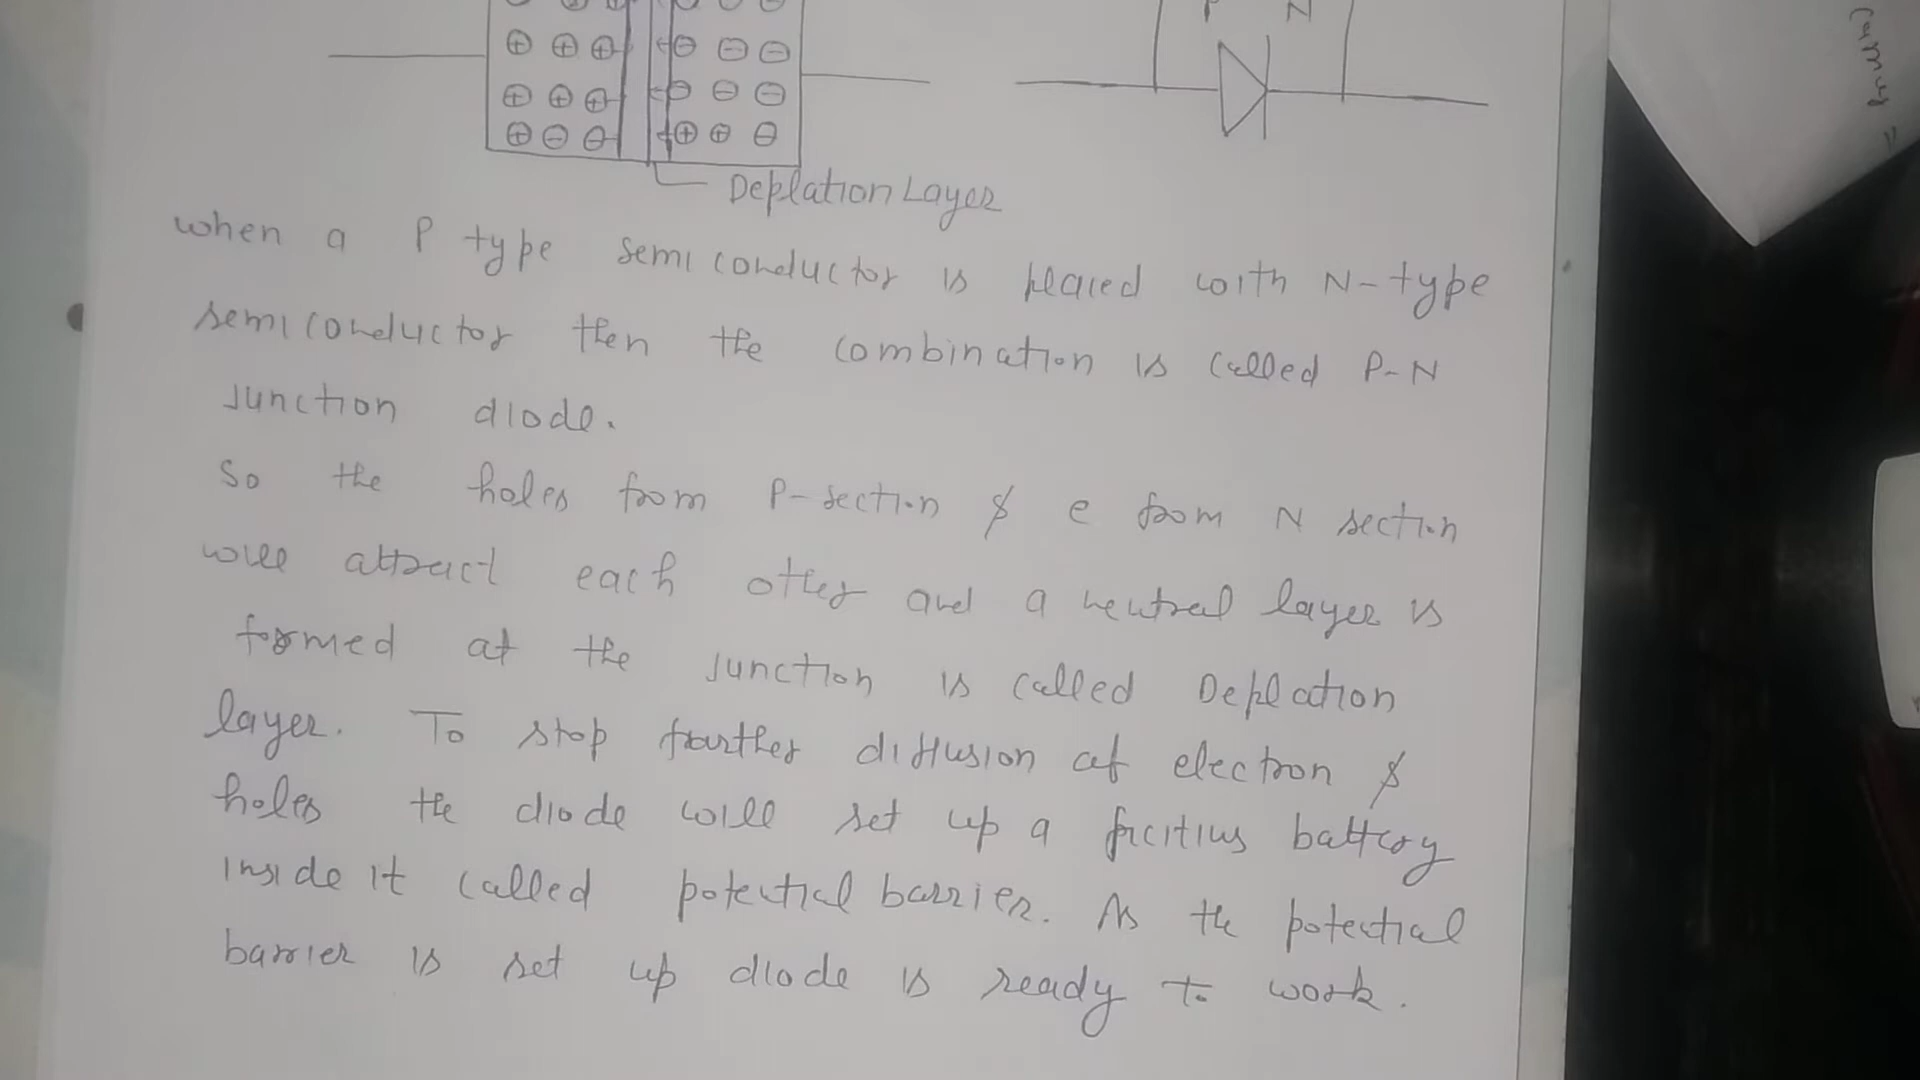 P N
Deplation Layer
when a P type semiconductor is placed with N-type
semiconductor then the combination is called P-N
Junction diode.
So the holes from P-section & e from N section
will attract each other and a neutral layer is
formed at the junction is called Deplation
layer. To stop further diffusion of electron &
holes the diode will set up a ficitius battery
inside it called potential barrier. As the potential
barrier is set up diode is ready to work.